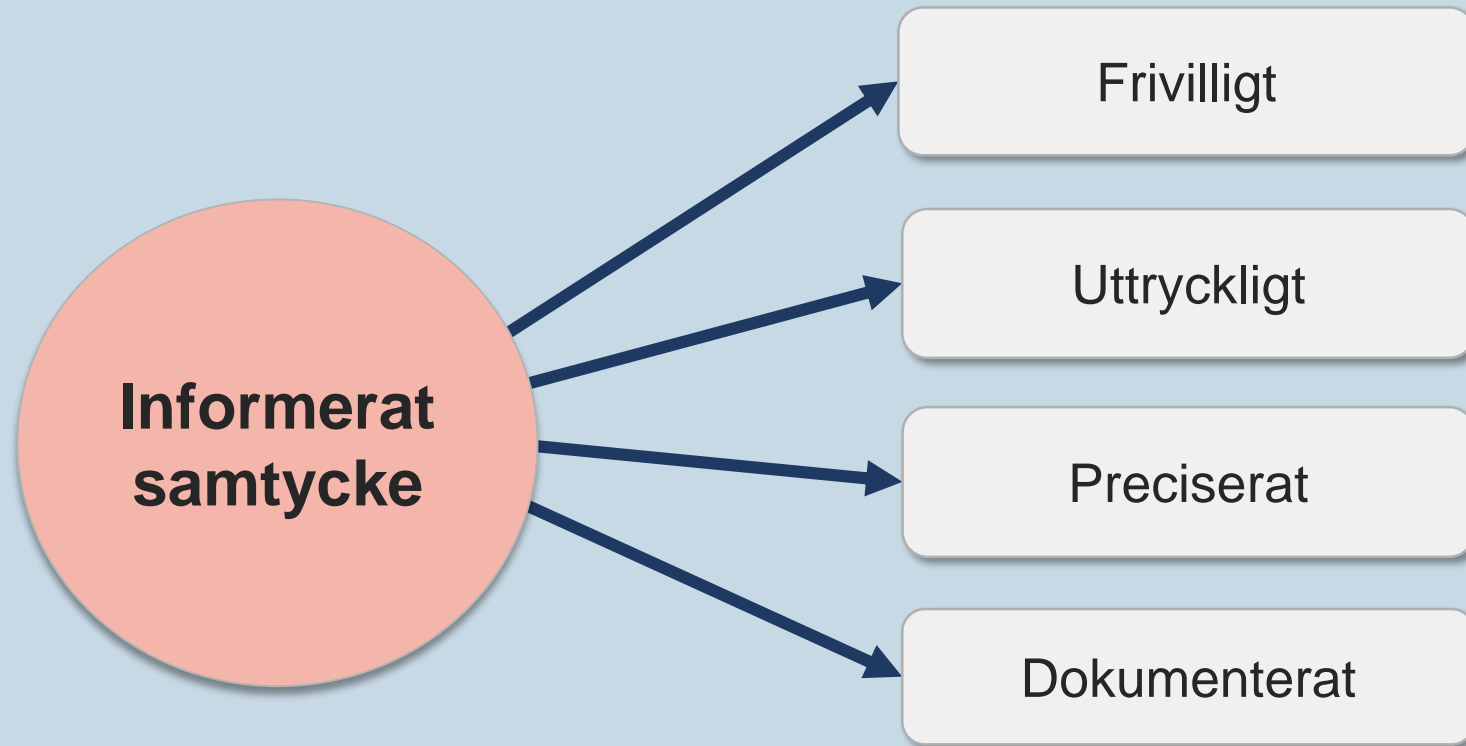 Informerat
samtycke
Frivilligt
Uttryckligt
Preciserat
Dokumenterat